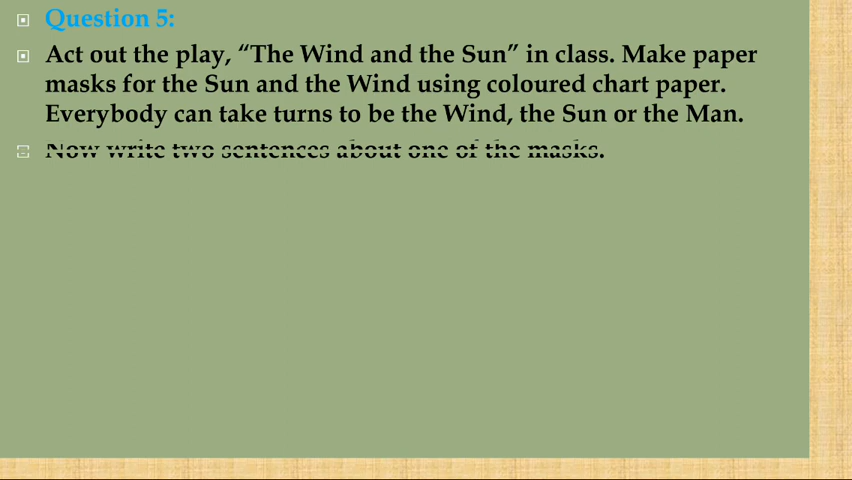 Question 5:
Act out the play, “The Wind and the Sun” in class. Make paper
masks for the Sun and the Wind using coloured chart paper.
Everybody can take turns to be the Wind, the Sun or the Man.
Now write two sentences about one of the masks.